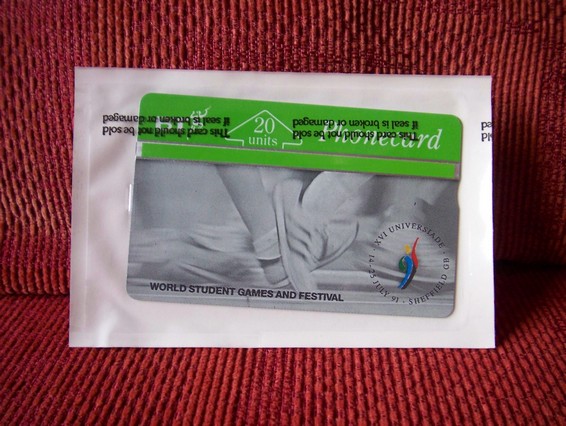 This card should not be sold
if seal is broken or damaged
This card should not be sold
if seal is broken or damaged
20
units
Phonecard
WORLD STUDENT GAMES AND FESTIVAL
XVI UNIVERSIADE · GB SHEFFIELD · 14-25 JULY 91 ·